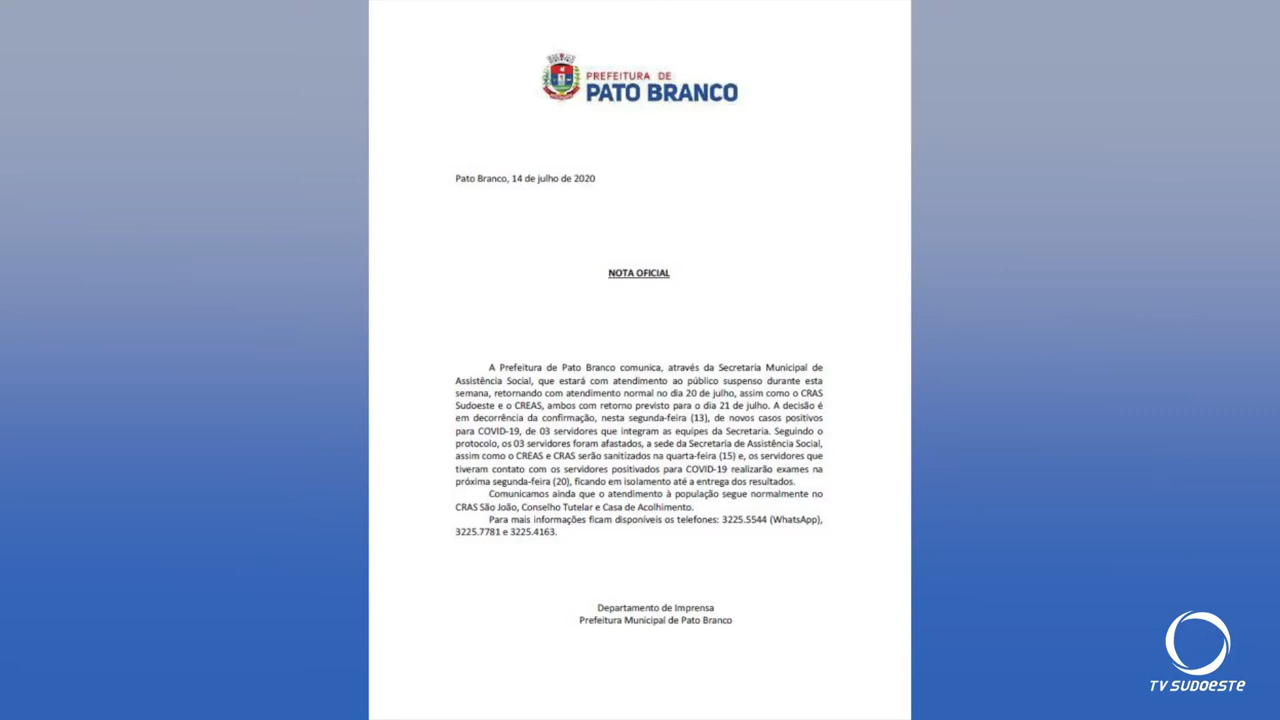 PREFEITURA DE
PATO BRANCO
Pato Branco, 14 de julho de 2020
NOTA OFICIAL
A Prefeitura de Pato Branco comunica, através da Secretaria Municipal de
Assistência Social, que estará com atendimento ao público suspenso durante esta
semana, retornando com atendimento normal no dia 20 de julho, assim como o CRAS
Sudoeste e o CREAS, ambos com retorno previsto para o dia 21 de julho. A decisão é
em decorrência da confirmação, nesta segunda-feira (13), de novos casos positivos
para COVID-19, de 03 servidores que integram as equipes da Secretaria. Seguindo o
protocolo, os 03 servidores foram afastados, a sede da Secretaria de Assistência Social,
assim como o CREAS e CRAS serão sanitizados na quarta-feira (15) e, os servidores que
tiveram contato com os servidores positivados para COVID-19 realizarão exames na
próxima segunda-feira (20), ficando em isolamento até a entrega dos resultados.
Comunicamos ainda que o atendimento à população segue normalmente no
CRAS São João, Conselho Tutelar e Casa de Acolhimento.
Para mais informações ficam disponíveis os telefones: 3225.5544 (WhatsApp),
3225.7781 e 3225.4163.
Departamento de Imprensa
Prefeitura Municipal de Pato Branco
TV SUDOESTE